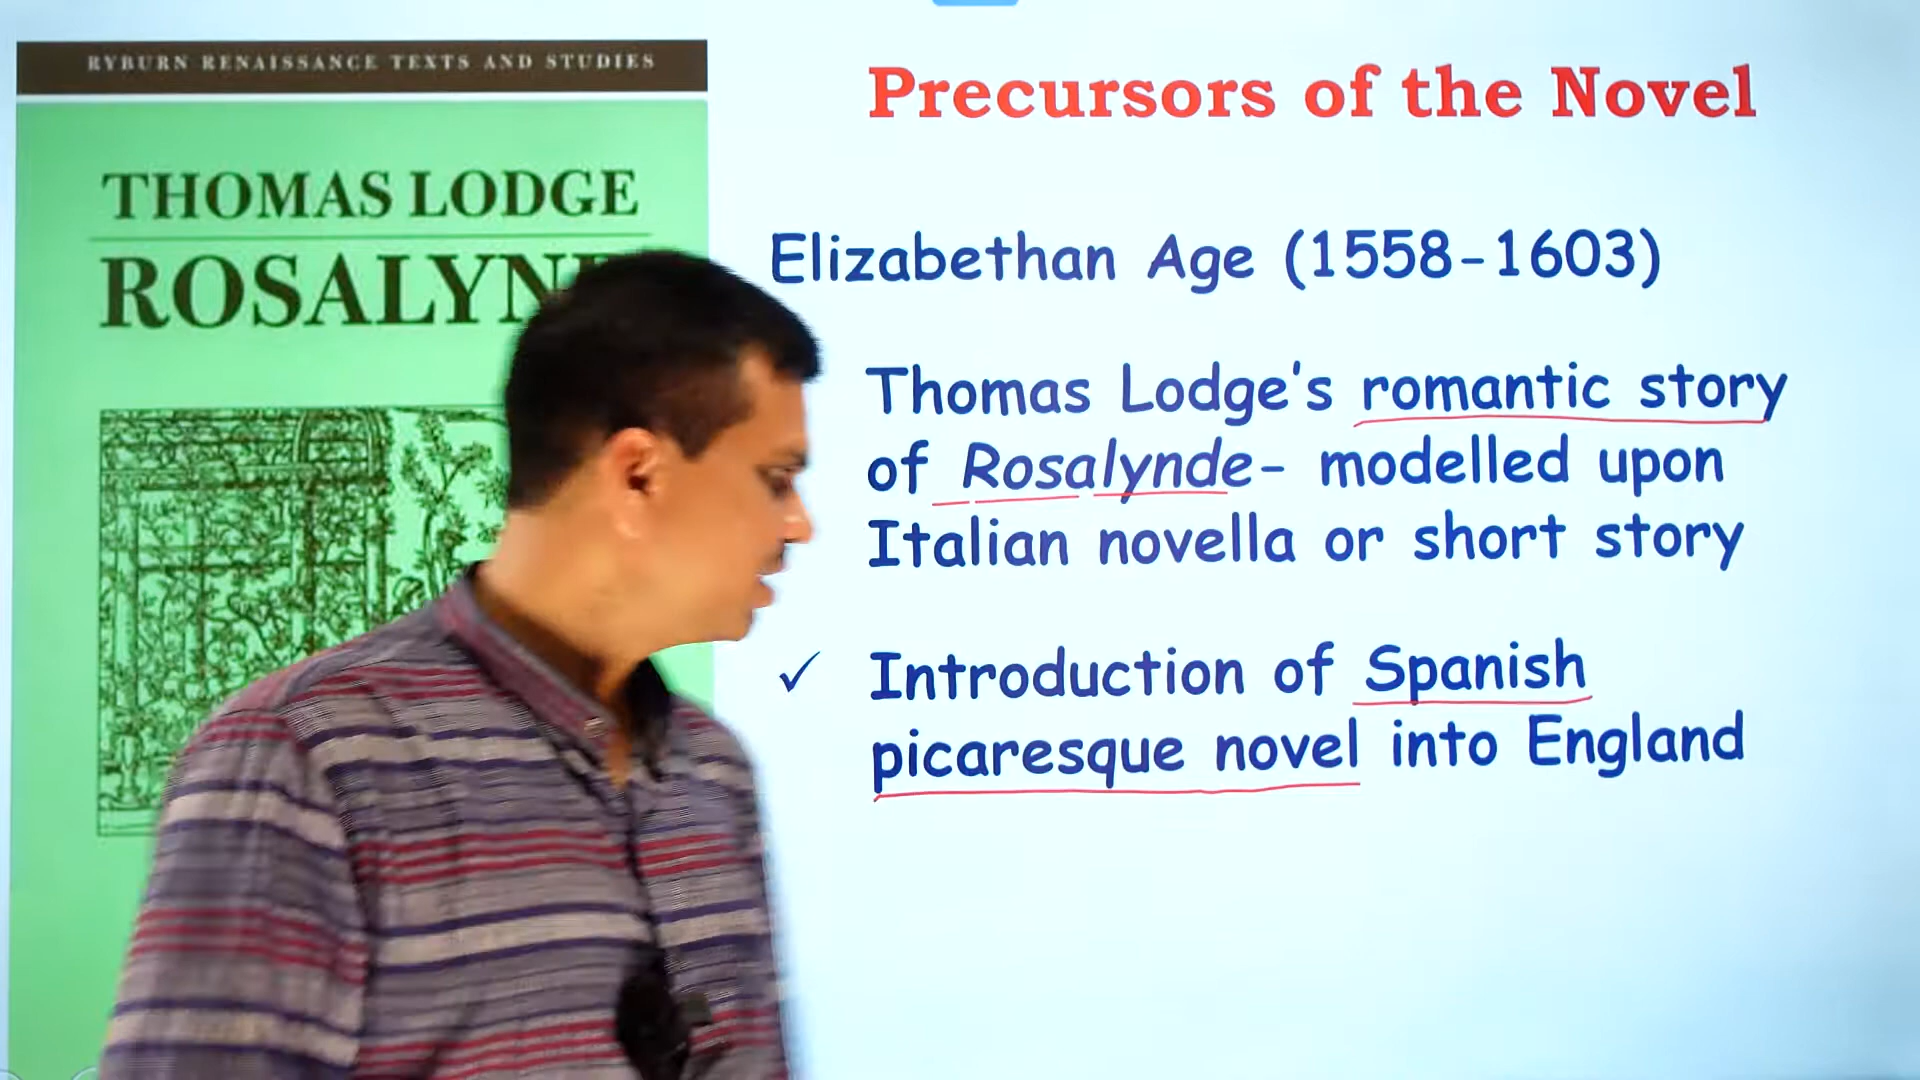 RYBURN RENAISSANCE TEXTS AND STUDIES
THOMAS LODGE
Precursors of the Novel
Elizabethan Age (1558-1603)
Thomas Lodge's romantic story
of Rosalynde- modelled upon
Italian novella or short story
✓ Introduction of Spanish
picaresque novel into England